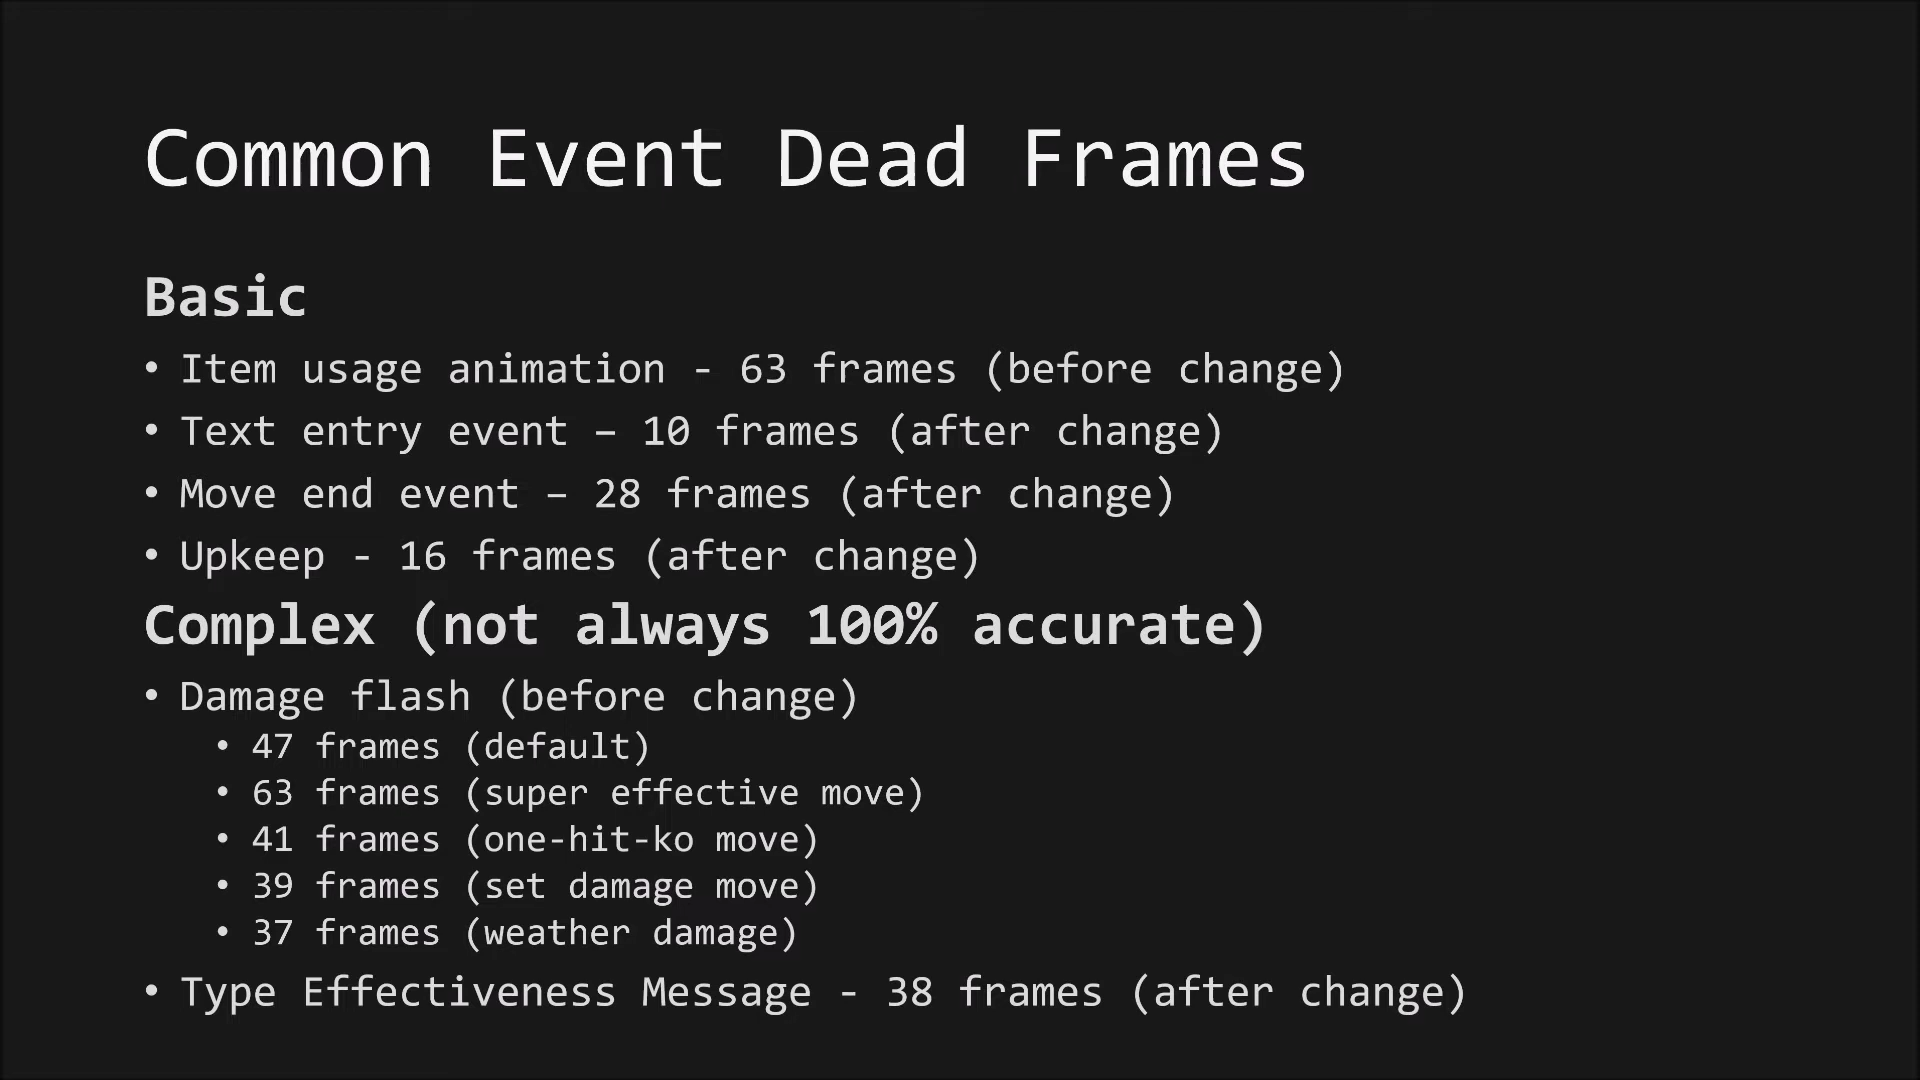 Common Event Dead Frames
Basic
• Item usage animation - 63 frames (before change)
• Text entry event – 10 frames (after change)
• Move end event – 28 frames (after change)
• Upkeep - 16 frames (after change)
Complex (not always 100% accurate)
• Damage flash (before change)
• 47 frames (default)
• 63 frames (super effective move)
• 41 frames (one-hit-ko move)
• 39 frames (set damage move)
• 37 frames (weather damage)
• Type Effectiveness Message - 38 frames (after change)